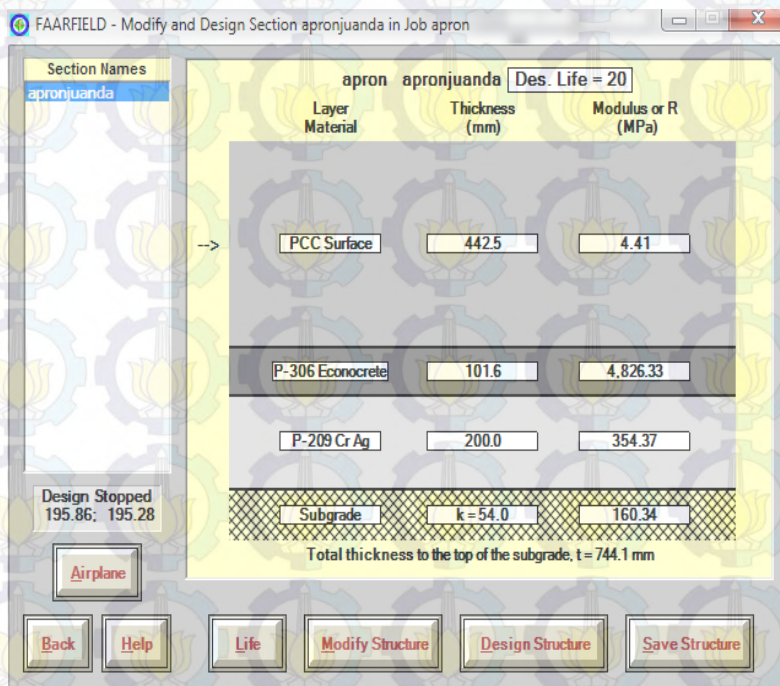 FAARFIELD - Modify and Design Section apronjuanda in Job apron
Section Names
apronjuanda
apron apronjuanda Des. Life = 20
Layer Material Thickness (mm) Modulus or R (MPa)
--> PCC Surface 442.5 4.41
P-306 Econocrete 101.6 4,826.33
P-209 Cr Ag 200.0 354.37
Subgrade k = 54.0 160.34
Total thickness to the top of the subgrade, t = 744.1 mm
Design Stopped
195.86; 195.28
Airplane
Back Help Life Modify Structure Design Structure Save Structure